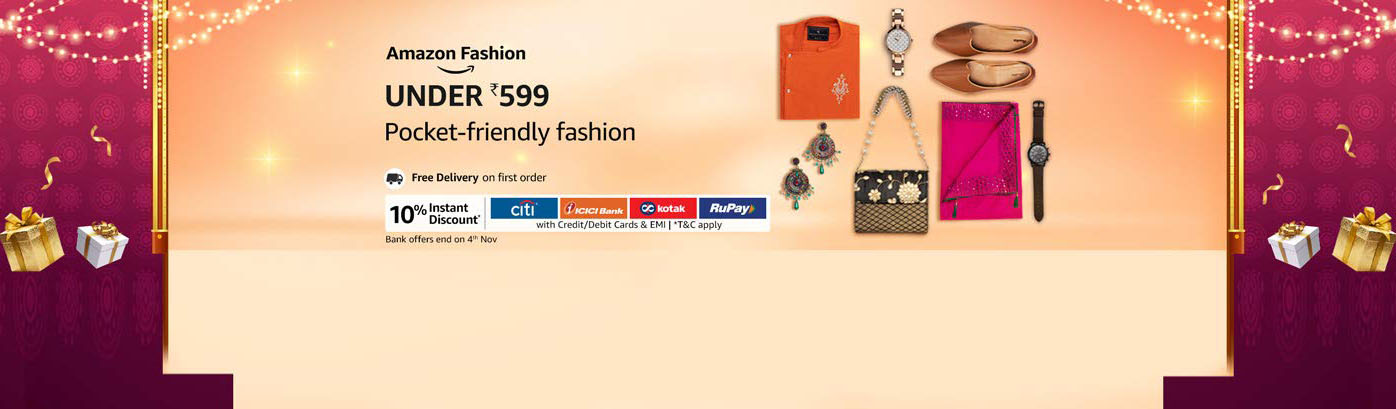 Amazon Fashion
UNDER ₹599
Pocket-friendly fashion
Free Delivery on first order
10% Instant Discount*
citi
ICICI Bank
kotak
RuPay
with Credit/Debit Cards & EMI | *T&C apply
Bank offers end on 4th Nov